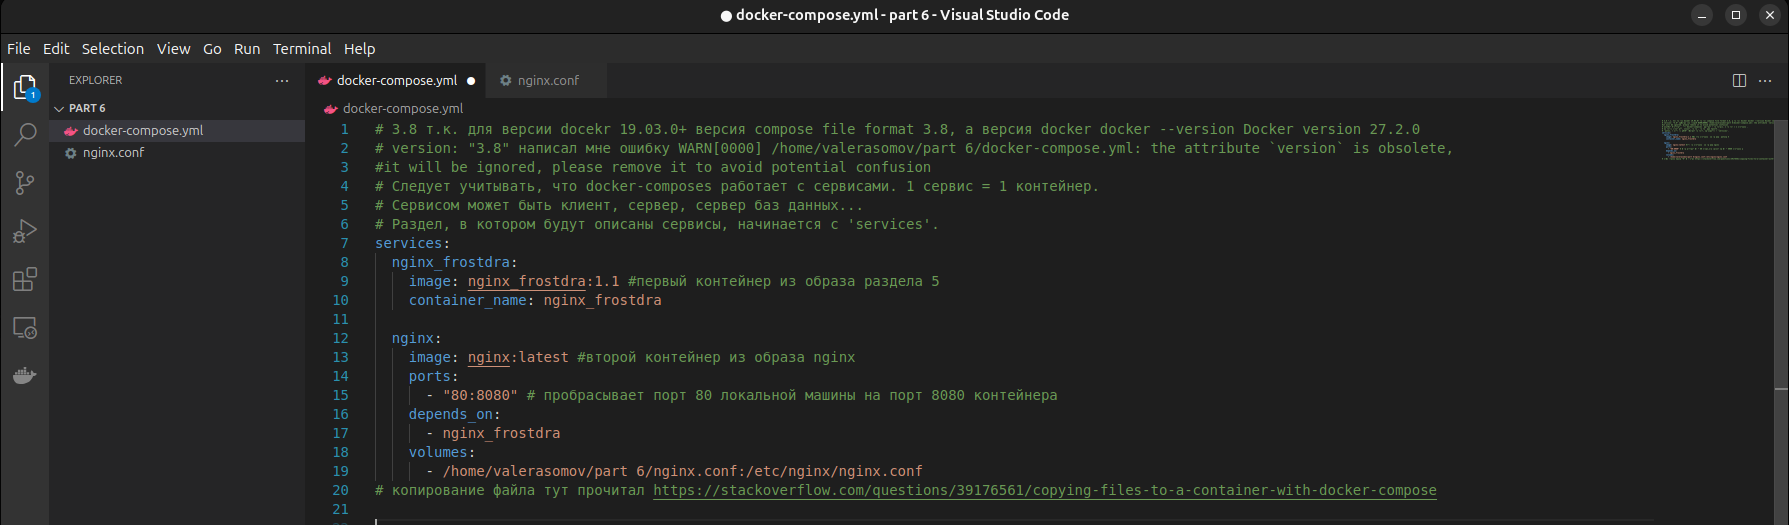 docker-compose.yml - part 6 - Visual Studio Code
File Edit Selection View Go Run Terminal Help
EXPLORER
docker-compose.yml
nginx.conf
1
PART 6
docker-compose.yml
docker-compose.yml
nginx.conf
1 # 3.8 т.к. для версии docekr 19.03.0+ версия compose file format 3.8, а версия docker docker --version Docker version 27.2.0
2 # version: "3.8" написал мне ошибку WARN[0000] /home/valerasomov/part 6/docker-compose.yml: the attribute `version` is obsolete,
3 #it will be ignored, please remove it to avoid potential confusion
4 # Следует учитывать, что docker-composes работает с сервисами. 1 сервис = 1 контейнер.
5 # Сервисом может быть клиент, сервер, сервер баз данных...
6 # Раздел, в котором будут описаны сервисы, начинается с 'services'.
7 services:
8 nginx_frostdra:
9 image: nginx_frostdra:1.1 #первый контейнер из образа раздела 5
10 container_name: nginx_frostdra
11
12 nginx:
13 image: nginx:latest #второй контейнер из образа nginx
14 ports:
15 - "80:8080" # пробрасывает порт 80 локальной машины на порт 8080 контейнера
16 depends_on:
17 - nginx_frostdra
18 volumes:
19 - /home/valerasomov/part 6/nginx.conf:/etc/nginx/nginx.conf
20 # копирование файла тут прочитал https://stackoverflow.com/questions/39176561/copying-files-to-a-container-with-docker-compose
21